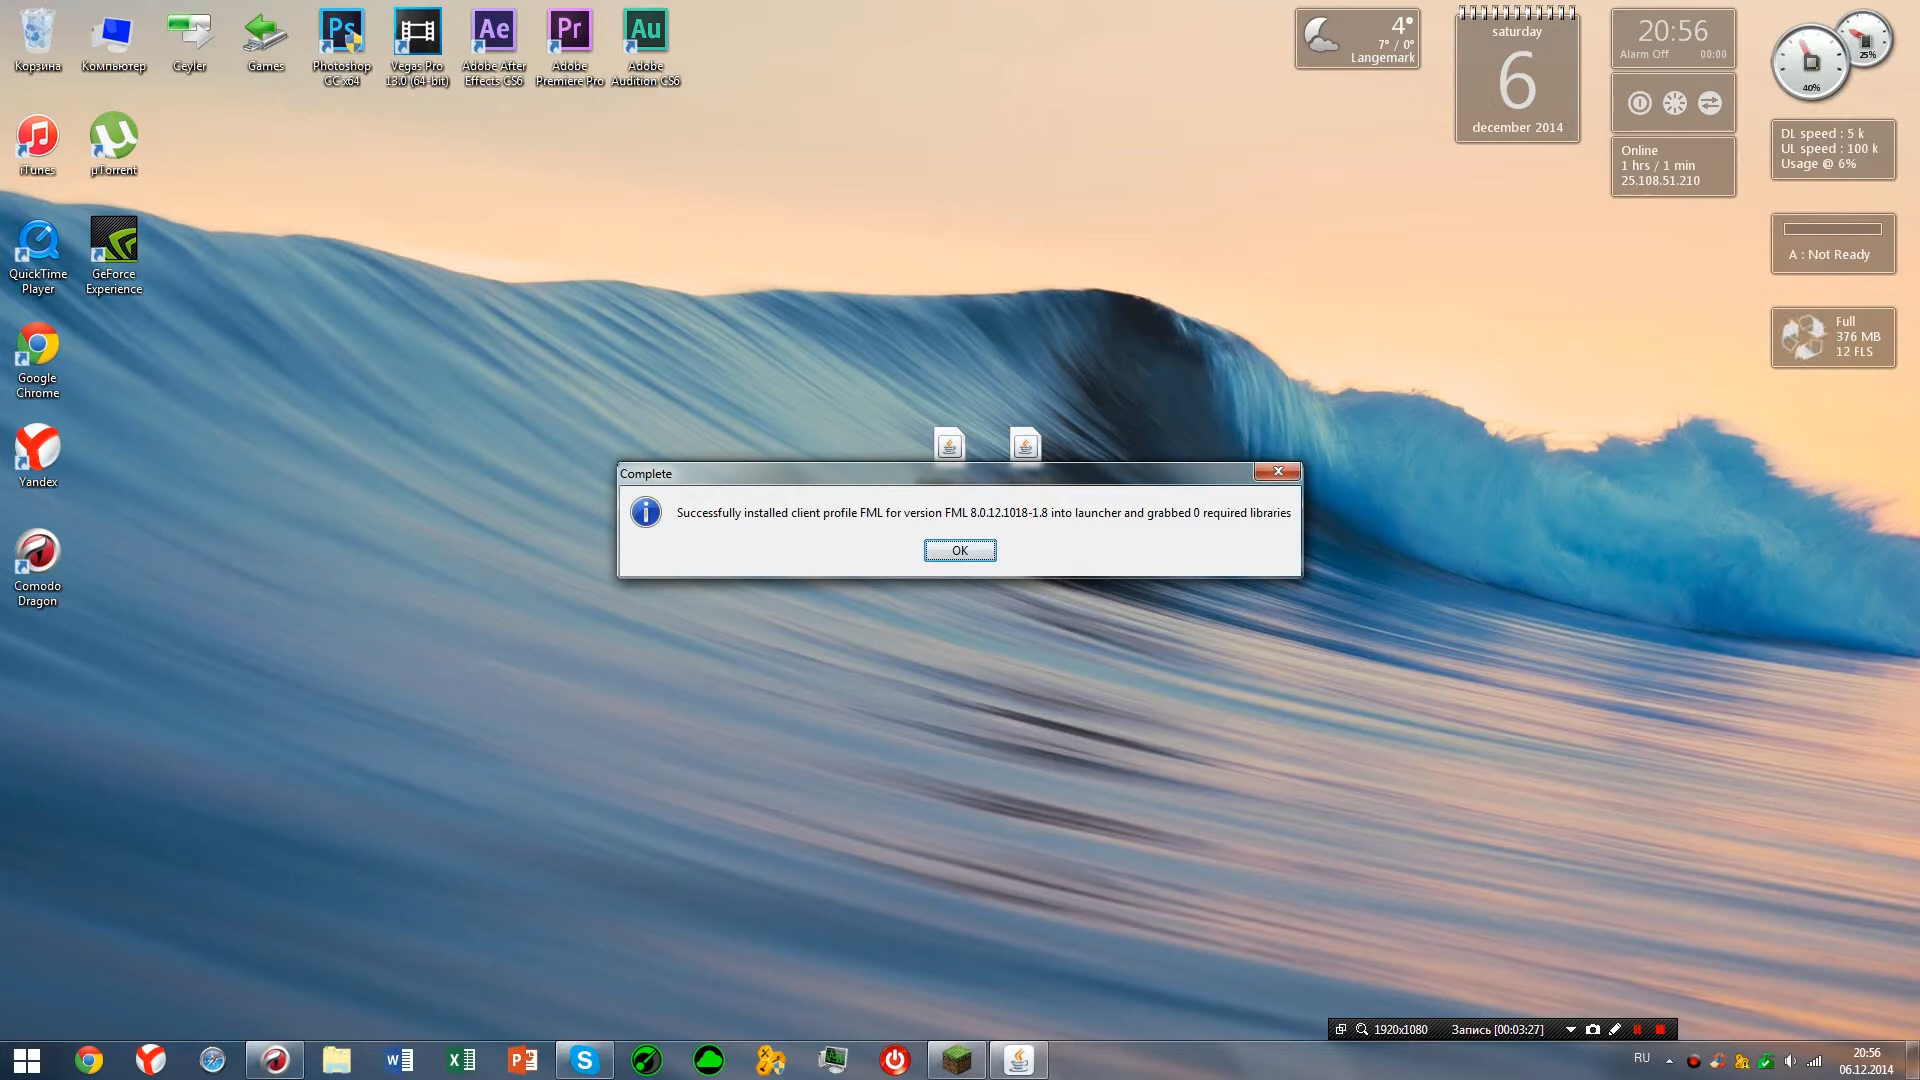 Корзина
Компьютер
Ceyler
Games
Ps
Photoshop
CC x64
Vegas Pro
13.0 (64-bit)
Ae
Adobe After
Effects CS6
Pr
Adobe
Premiere Pro
Au
Adobe
Audition CS6
iTunes
µTorrent
QuickTime
Player
GeForce
Experience
Google
Chrome
Yandex
Comodo
Dragon
4°
7° / 0°
Langemark
saturday
6
december 2014
20:56
Alarm Off 00:00
Online
1 hrs / 1 min
25.108.51.210
25%
40%
DL speed : 5 k
UL speed : 100 k
Usage @ 6%
A : Not Ready
Full
376 MB
12 FLS
Complete
Successfully installed client profile FML for version FML 8.0.12.1018-1.8 into launcher and grabbed 0 required libraries
OK
1920x1080 Запись [00:03:27]
RU
20:56
06.12.2014